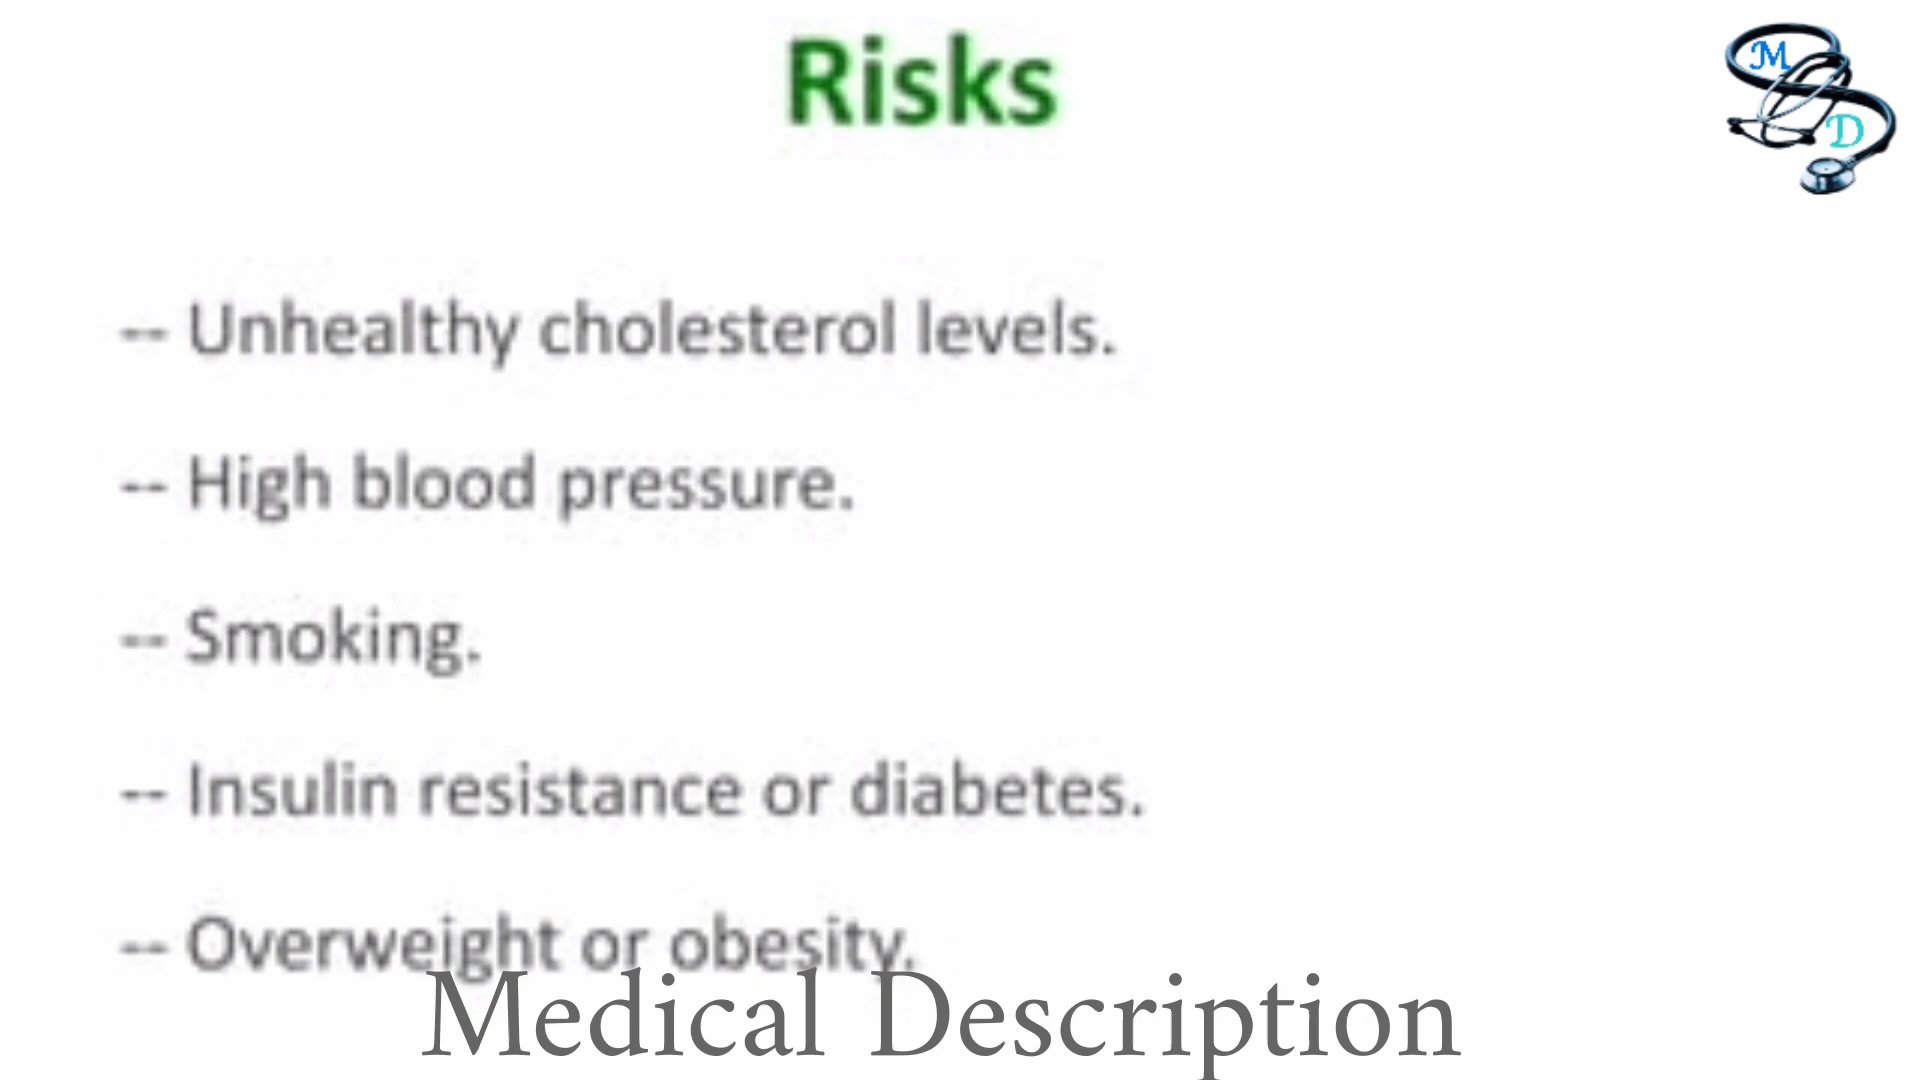 Risks
M
D
-- Unhealthy cholesterol levels.
-- High blood pressure.
-- Smoking.
-- Insulin resistance or diabetes.
-- Overweight or obesity.
Medical Description